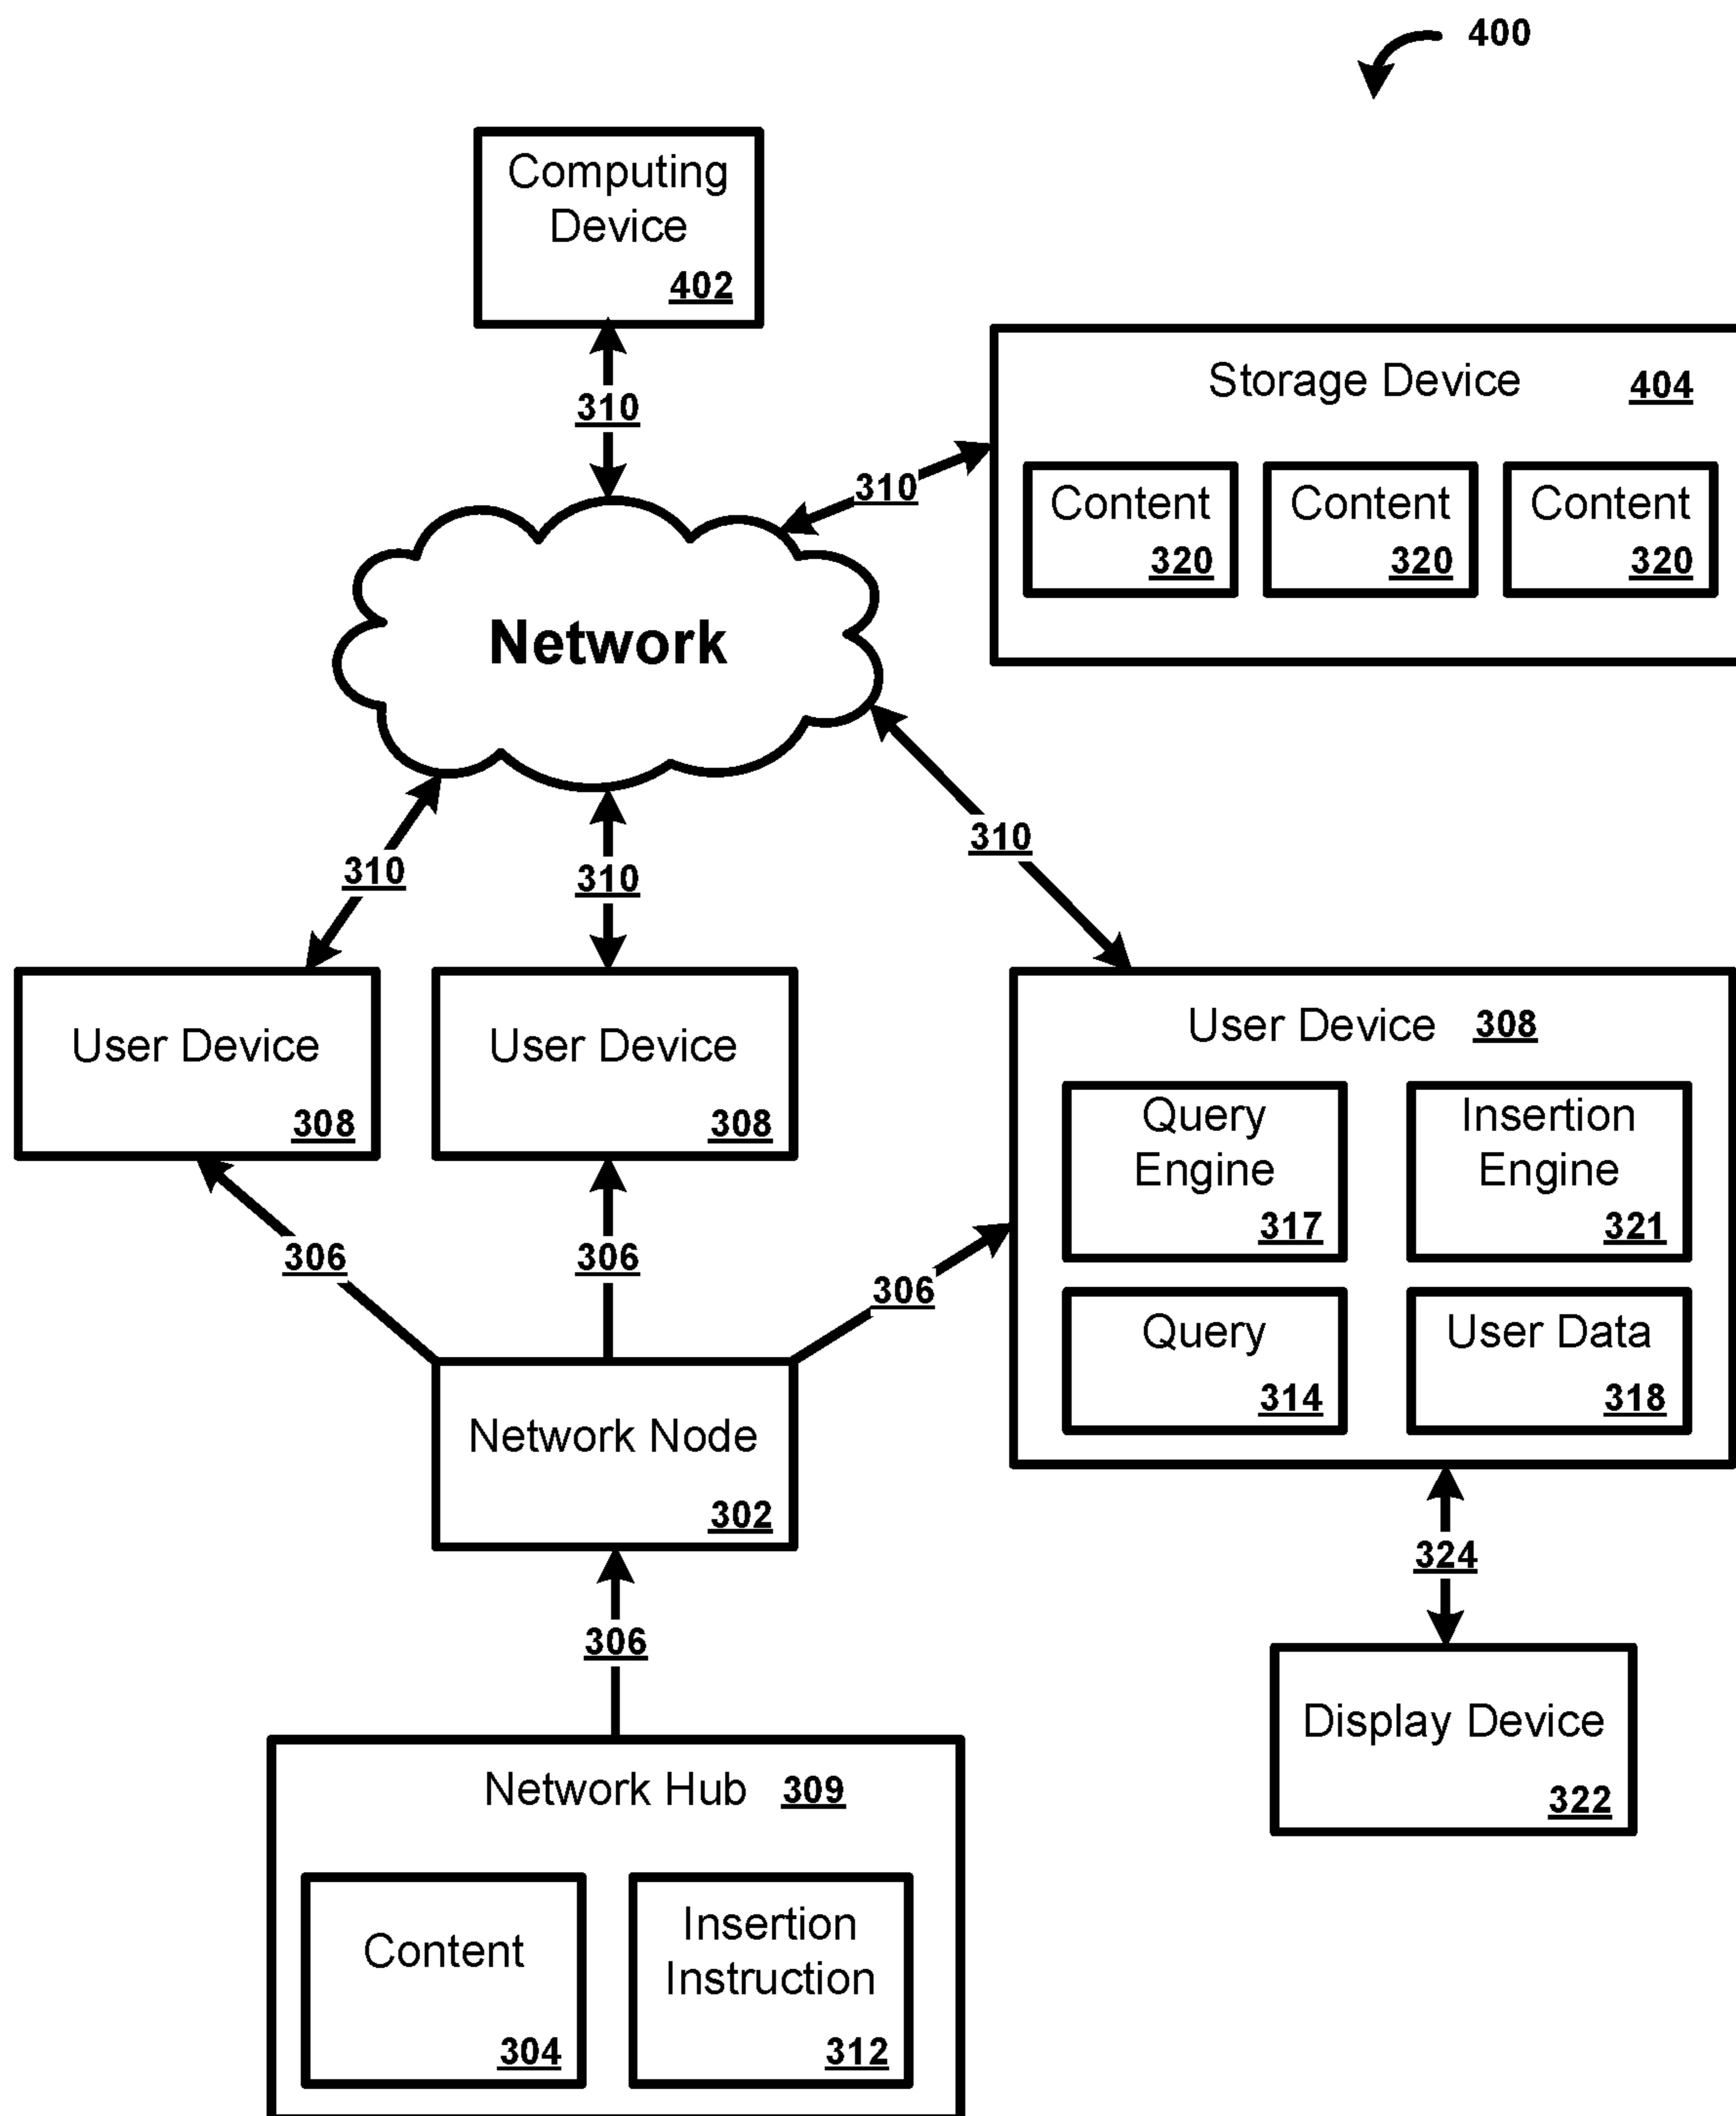 400
Computing
Device
402
310
Storage Device 404
310
Content
320
Content
320
Content
320
Network
310
310
310
User Device
308
User Device
308
User Device 308
Query
Engine
317
Insertion
Engine
321
Query
314
User Data
318
306
306
306
Network Node
302
324
306
Display Device
322
Network Hub 309
Content
304
Insertion
Instruction
312